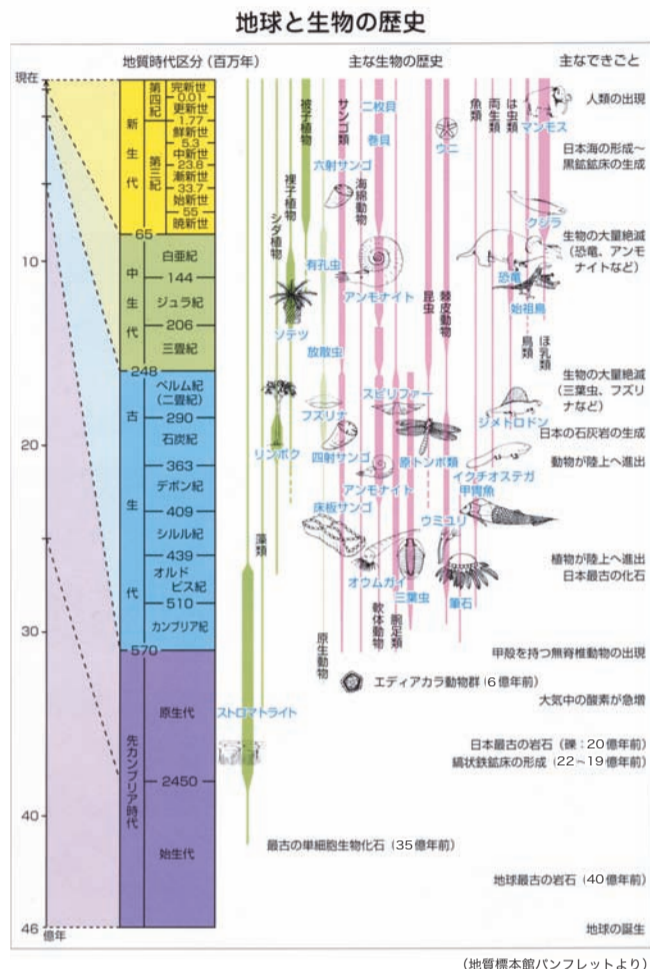 地球と生物の歴史
地質時代区分（百万年）
主な生物の歴史
主なできごと
現在
10
20
30
40
46
億年
新生代
第四紀
完新世
0.01
更新世
1.77
第三紀
鮮新世
5.3
中新世
23.8
漸新世
33.7
始新世
55
暁新世
65
中生代
白亜紀
144
ジュラ紀
206
三畳紀
248
古生代
ペルム紀
(二畳紀)
290
石炭紀
363
デボン紀
409
シルル紀
439
オルド
ビス紀
510
カンブリア紀
570
先カンブリア時代
原生代
2450
始生代
被子植物
裸子植物
シダ植物
ソテツ
リンボク
藻類
ストロマトライト
サンゴ類
六射サンゴ
海綿動物
有孔虫
放散虫
フズリナ
四射サンゴ
床板サンゴ
原生動物
二枚貝
巻貝
アンモナイト
スピリファー
アンモナイト
オウムガイ
三葉虫
軟体動物
腕足類
昆虫
棘皮動物
ウニ
原トンボ類
ウミユリ
筆石
魚類
両生類
は虫類
マンモス
クジラ
恐竜
始祖鳥
鳥類
ほ乳類
ジメトロドン
イクチオステガ
甲冑魚
エディアカラ動物群（6億年前）
最古の単細胞生物化石（35億年前）
人類の出現
日本海の形成〜
黒鉱鉱床の生成
生物の大量絶滅
（恐竜、アンモ
ナイトなど）
生物の大量絶滅
（三葉虫、フズリ
ナなど）
日本の石灰岩の生成
動物が陸上へ進出
植物が陸上へ進出
日本最古の化石
甲殻を持つ無脊椎動物の出現
大気中の酸素が急増
日本最古の岩石（礫：20億年前）
縞状鉄鉱床の形成（22〜19億年前）
地球最古の岩石（40億年前）
地球の誕生
（地質標本館パンフレットより）